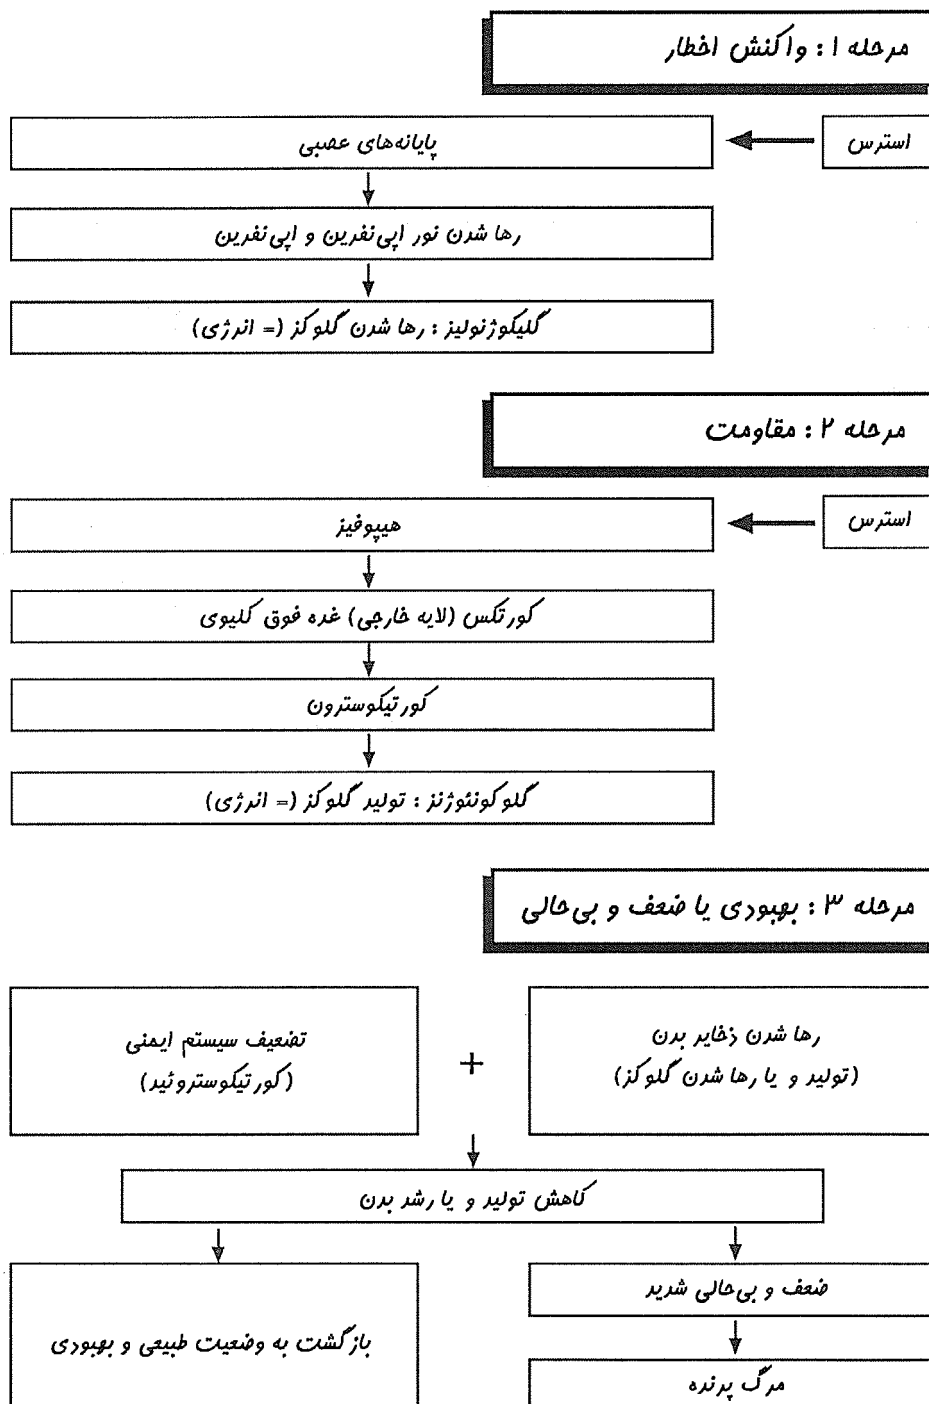 مرحله ۱ : واکنش اخطار
استرس
پایانه‌های عصبی
رها شدن نور اپی‌نفرین و اپی‌نفرین
گلیکوژنولیز : رها شدن گلوکز (= انرژی)
مرحله ۲ : مقاومت
استرس
هیپوفیز
کورتکس (لایه خارجی) غده فوق کلیوی
کورتیکوسترون
گلوکونئوژنز : تولید گلوکز (= انرژی)
مرحله ۳ : بهبودی یا ضعف و بی‌حالی
رها شدن ذخایر بدن
(تولید و یا رها شدن گلوکز)
+
تضعیف سیستم ایمنی
(کورتیکوستروئید)
کاهش تولید و یا رشد بدن
ضعف و بی‌حالی شدید
مرگ پرنده
بازگشت به وضعیت طبیعی و بهبودی